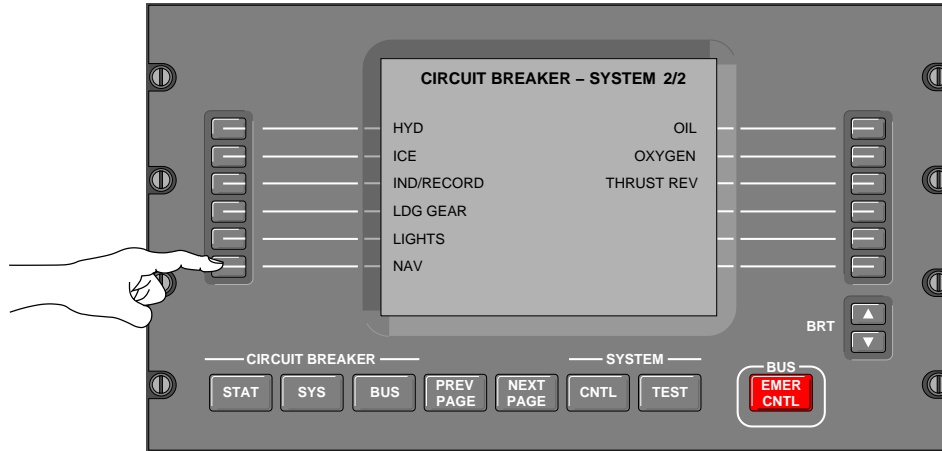 CIRCUIT BREAKER – SYSTEM 2/2
HYD OIL
ICE OXYGEN
IND/RECORD THRUST REV
LDG GEAR
LIGHTS
NAV
BRT
CIRCUIT BREAKER SYSTEM BUS
STAT SYS BUS PREV PAGE NEXT PAGE CNTL TEST EMER CNTL